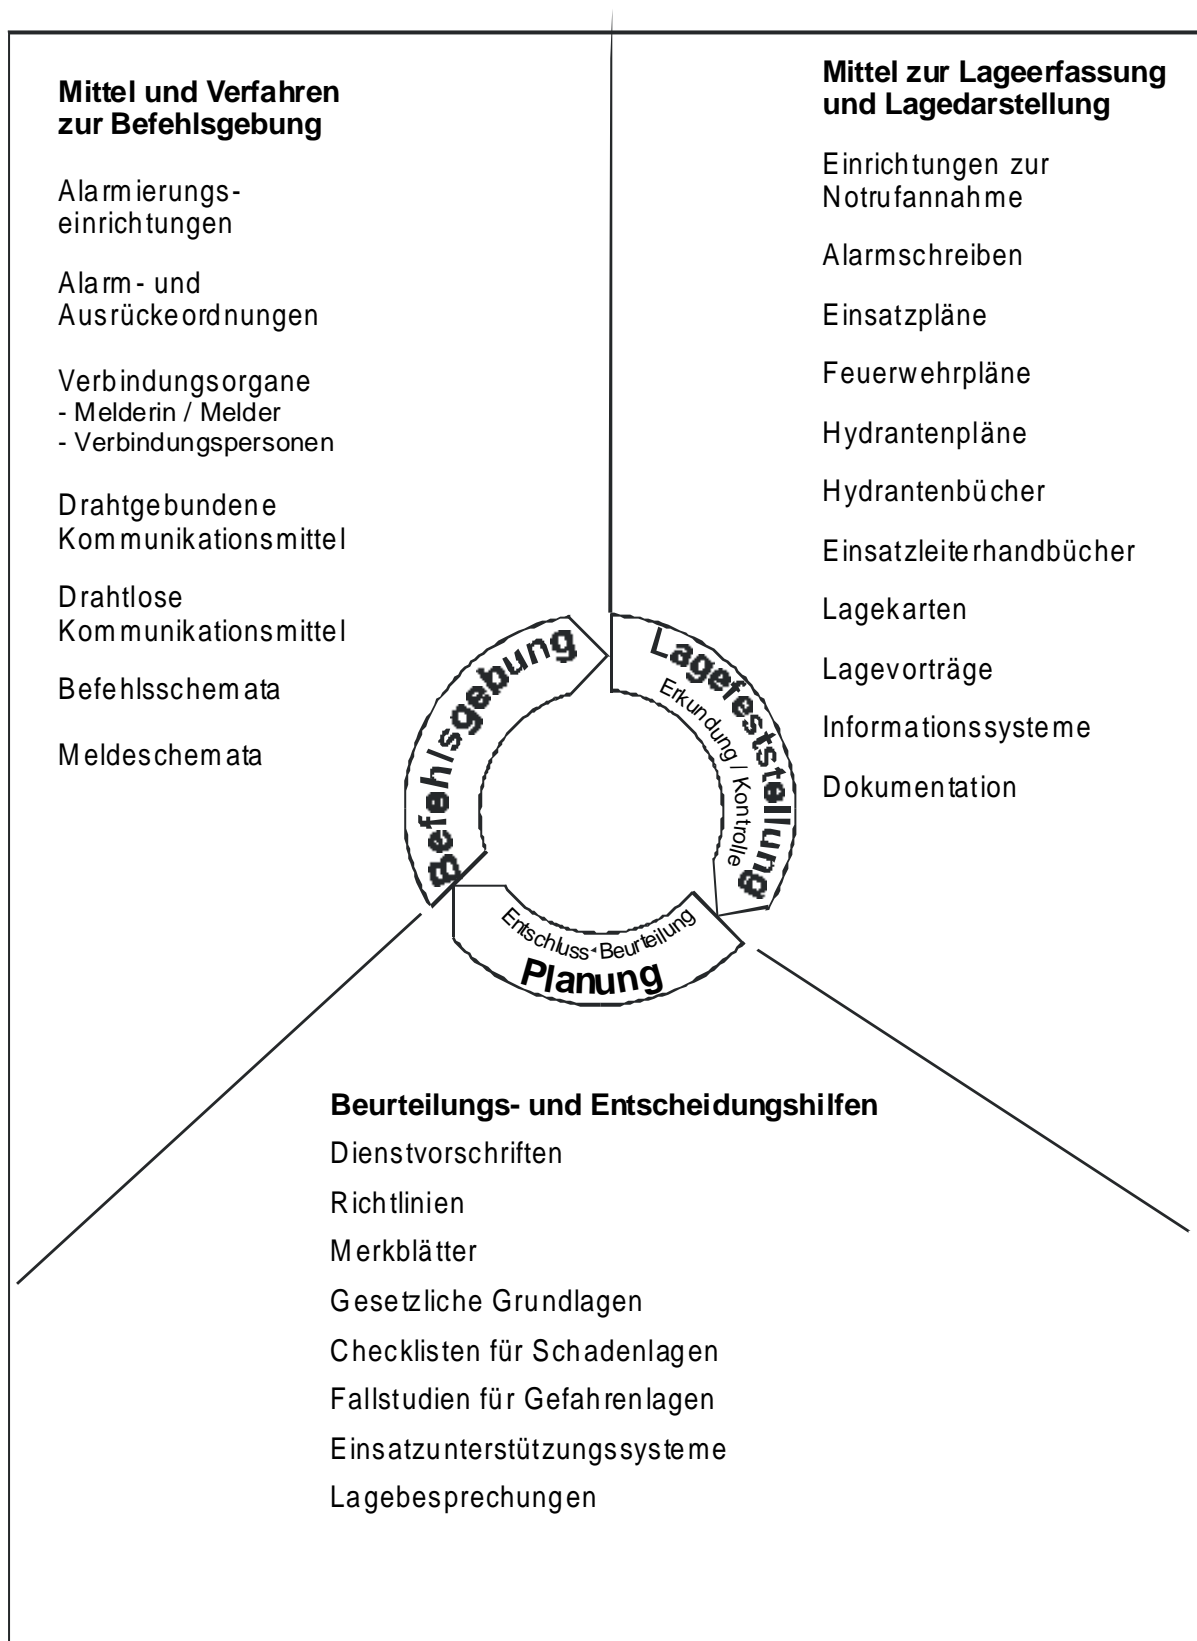 Mittel und Verfahren
zur Befehlsgebung
Alarmierungs-
einrichtungen
Alarm- und
Ausrückeordnungen
Verbindungsorgane
- Melderin / Melder
- Verbindungspersonen
Drahtgebundene
Kommunikationsmittel
Drahtlose
Kommunikationsmittel
Befehlsschemata
Meldeschemata
Mittel zur Lageerfassung
und Lagedarstellung
Einrichtungen zur
Notrufannahme
Alarmschreiben
Einsatzpläne
Feuerwehrpläne
Hydrantenpläne
Hydrantenbücher
Einsatzleiterhandbücher
Lagekarten
Lagevorträge
Informationssysteme
Dokumentation
Befehlsgebung
Lagefeststellung
Erkundung / Kontrolle
Entschluss Beurteilung
Planung
Beurteilungs- und Entscheidungshilfen
Dienstvorschriften
Richtlinien
Merkblätter
Gesetzliche Grundlagen
Checklisten für Schadenlagen
Fallstudien für Gefahrenlagen
Einsatzunterstützungssysteme
Lagebesprechungen